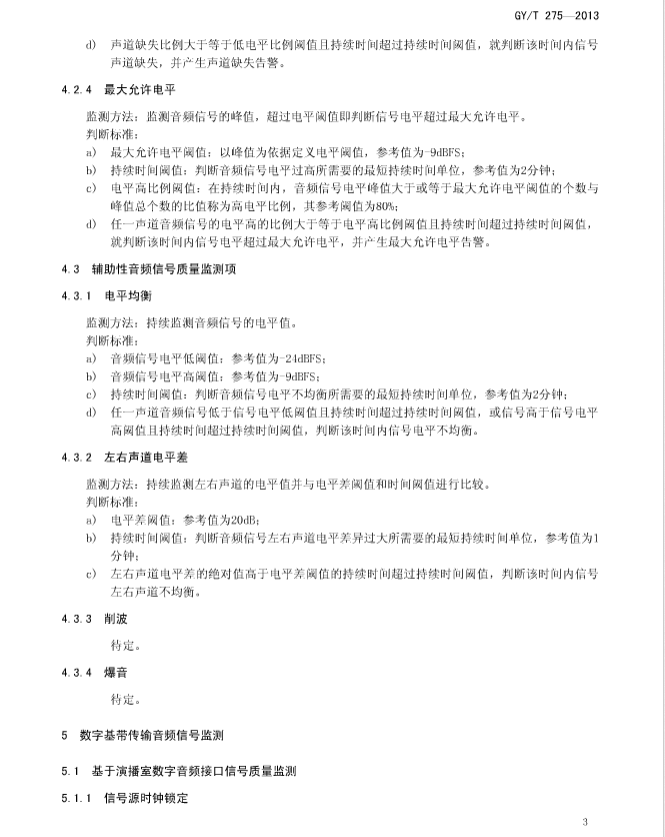 GY/T 275—2013
d) 声道缺失比例大于等于低电平比例阈值且持续时间超过持续时间阈值，就判断该时间内信号
声道缺失，并产生声道缺失告警。
4.2.4 最大允许电平
监测方法：监测音频信号的峰值，超过电平阈值即判断信号电平超过最大允许电平。
判断标准：
a) 最大允许电平阈值：以峰值为依据定义电平阈值，参考值为-9dBFS；
b) 持续时间阈值：判断音频信号电平过高所需要的最短持续时间单位，参考值为2分钟；
c) 电平高比例阈值：在持续时间内，音频信号电平峰值大于或等于最大允许电平阈值的个数与
峰值总个数的比值称为高电平比例，其参考阈值为80%；
d) 任一声道音频信号的电平高的比例大于等于电平高比例阈值且持续时间超过持续时间阈值，
就判断该时间内信号电平超过最大允许电平，并产生最大允许电平告警。
4.3 辅助性音频信号质量监测项
4.3.1 电平均衡
监测方法：持续监测音频信号的电平值。
判断标准：
a) 音频信号电平低阈值：参考值为-24dBFS；
b) 音频信号电平高阈值：参考值为-9dBFS；
c) 持续时间阈值：判断音频信号电平不均衡所需要的最短持续时间单位，参考值为2分钟；
d) 任一声道音频信号低于信号电平低阈值且持续时间超过持续时间阈值，或信号高于信号电平
高阈值且持续时间超过持续时间阈值，判断该时间内信号电平不均衡。
4.3.2 左右声道电平差
监测方法：持续监测左右声道的电平值并与电平差阈值和时间阈值进行比较。
判断标准：
a) 电平差阈值：参考值为20dB；
b) 持续时间阈值：判断音频信号左右声道电平差异过大所需要的最短持续时间单位，参考值为1
分钟；
c) 左右声道电平差的绝对值高于电平差阈值的持续时间超过持续时间阈值，判断该时间内信号
左右声道不均衡。
4.3.3 削波
待定。
4.3.4 爆音
待定。
5 数字基带传输音频信号监测
5.1 基于演播室数字音频接口信号质量监测
5.1.1 信号源时钟锁定
3